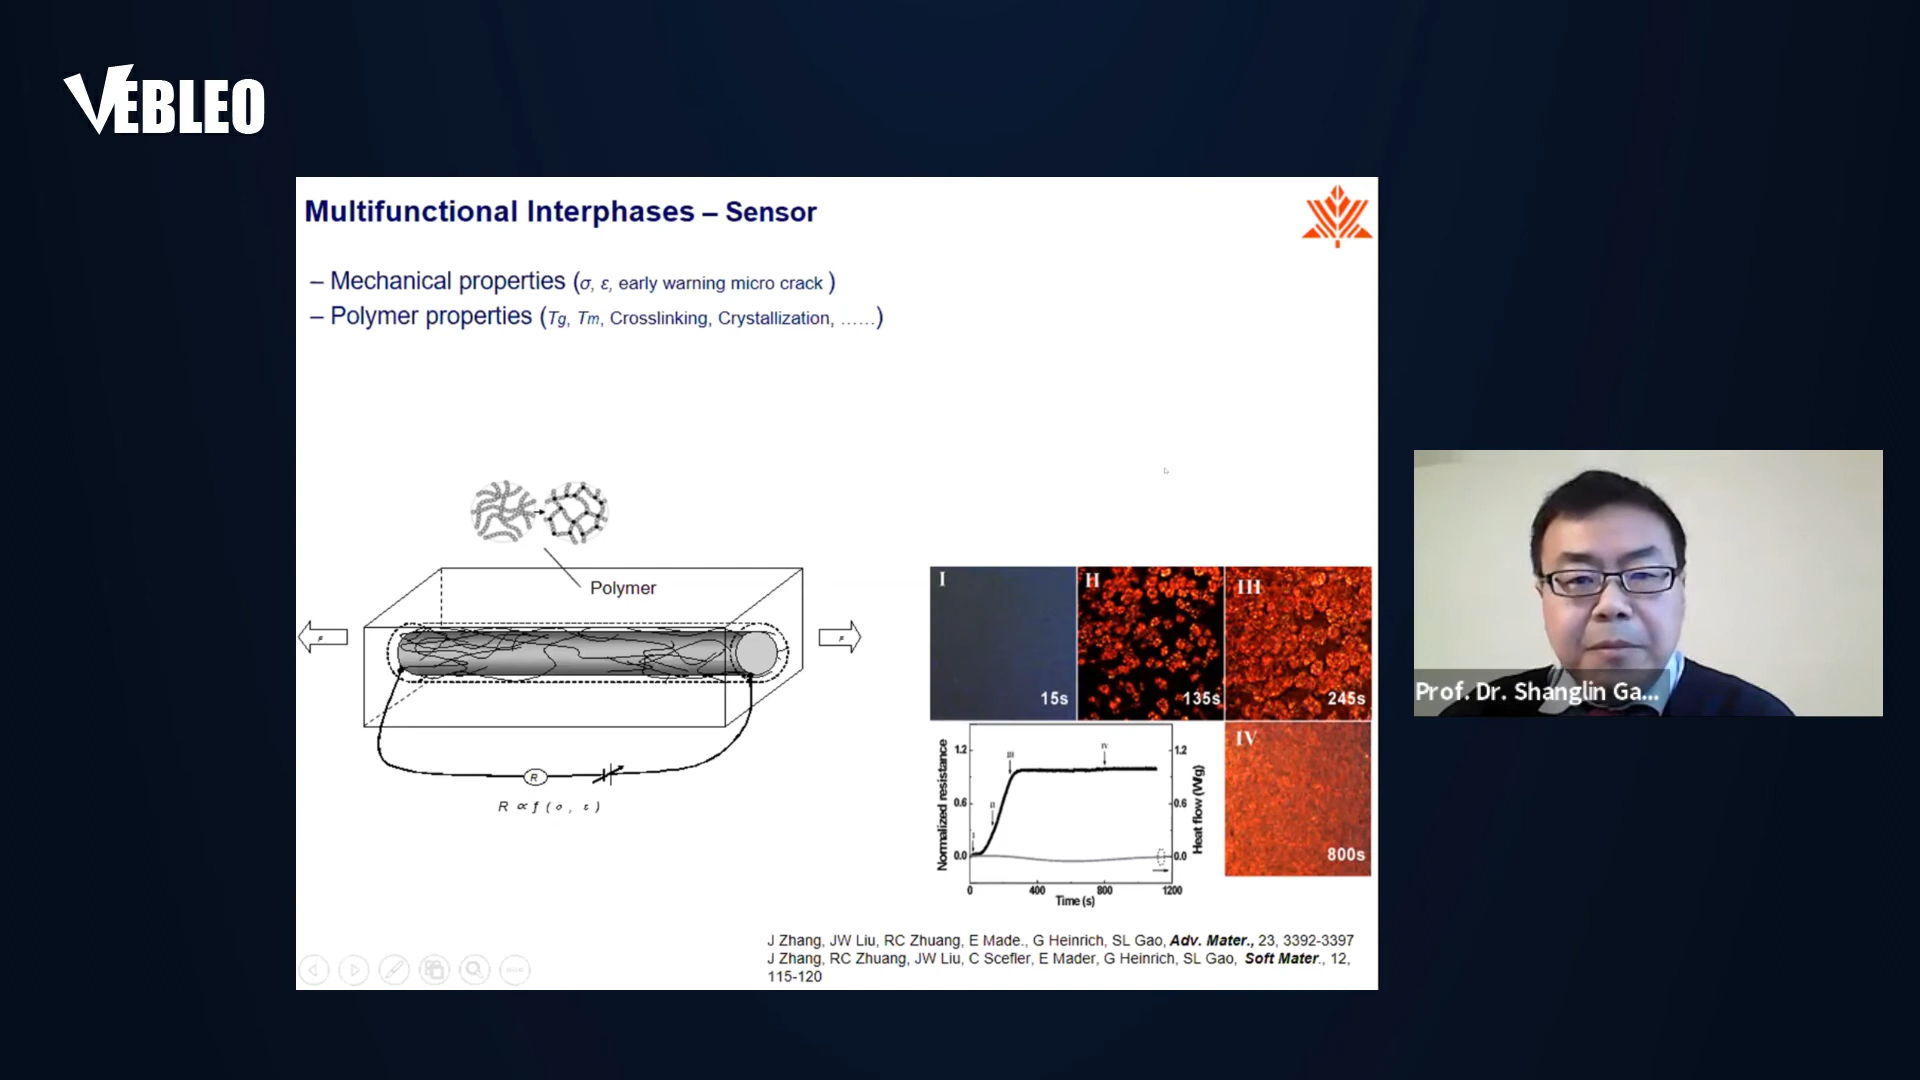 VEBLEO
Multifunctional Interphases – Sensor
– Mechanical properties (σ, ε, early warning micro crack )
– Polymer properties (Tg, Tm, Crosslinking, Crystallization, ……)
Polymer
F
F
R
R ∝ f ( σ , ε )
I
II
III
15s
135s
245s
IV
800s
Normalized resistance
1.2
0.6
0.0
I
II
III
IV
1.2
0.6
0.0
Heat flow (W/g)
0
400
800
1200
Time (s)
J Zhang, JW Liu, RC Zhuang, E Made., G Heinrich, SL Gao, Adv. Mater., 23, 3392-3397
J Zhang, RC Zhuang, JW Liu, C Scefler, E Mader, G Heinrich, SL Gao, Soft Mater., 12,
115-120
Prof. Dr. Shanglin Ga...